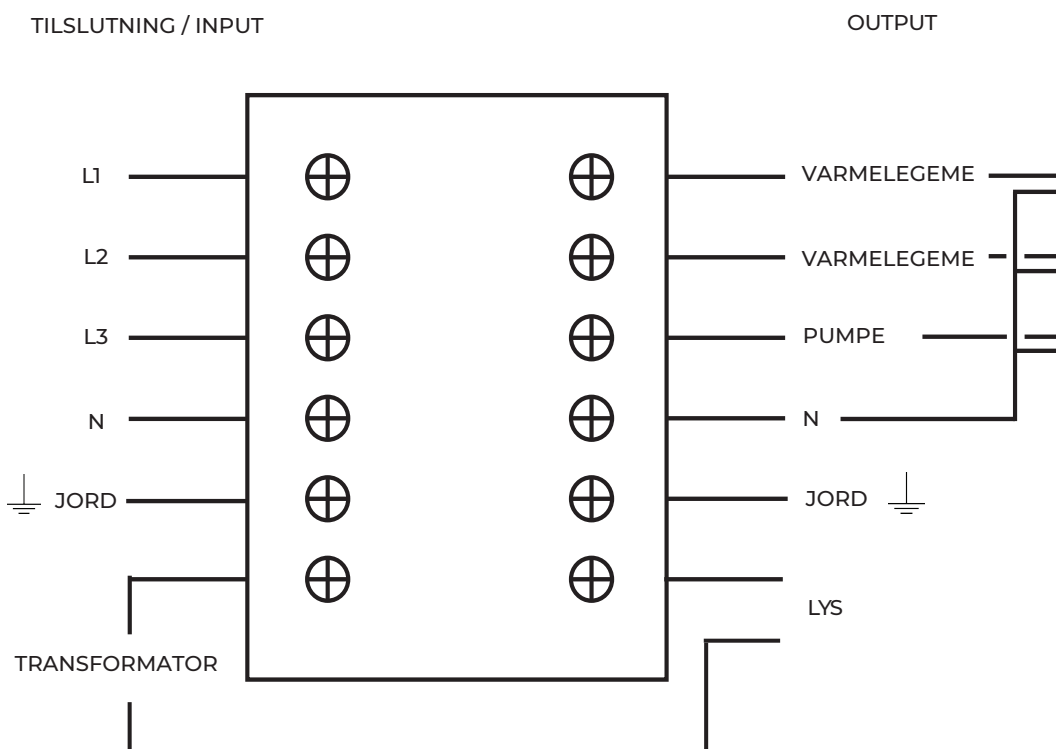 TILSLUTNING / INPUT
OUTPUT
L1
VARMELEGEME
L2
VARMELEGEME
L3
PUMPE
N
N
JORD
JORD
LYS
TRANSFORMATOR